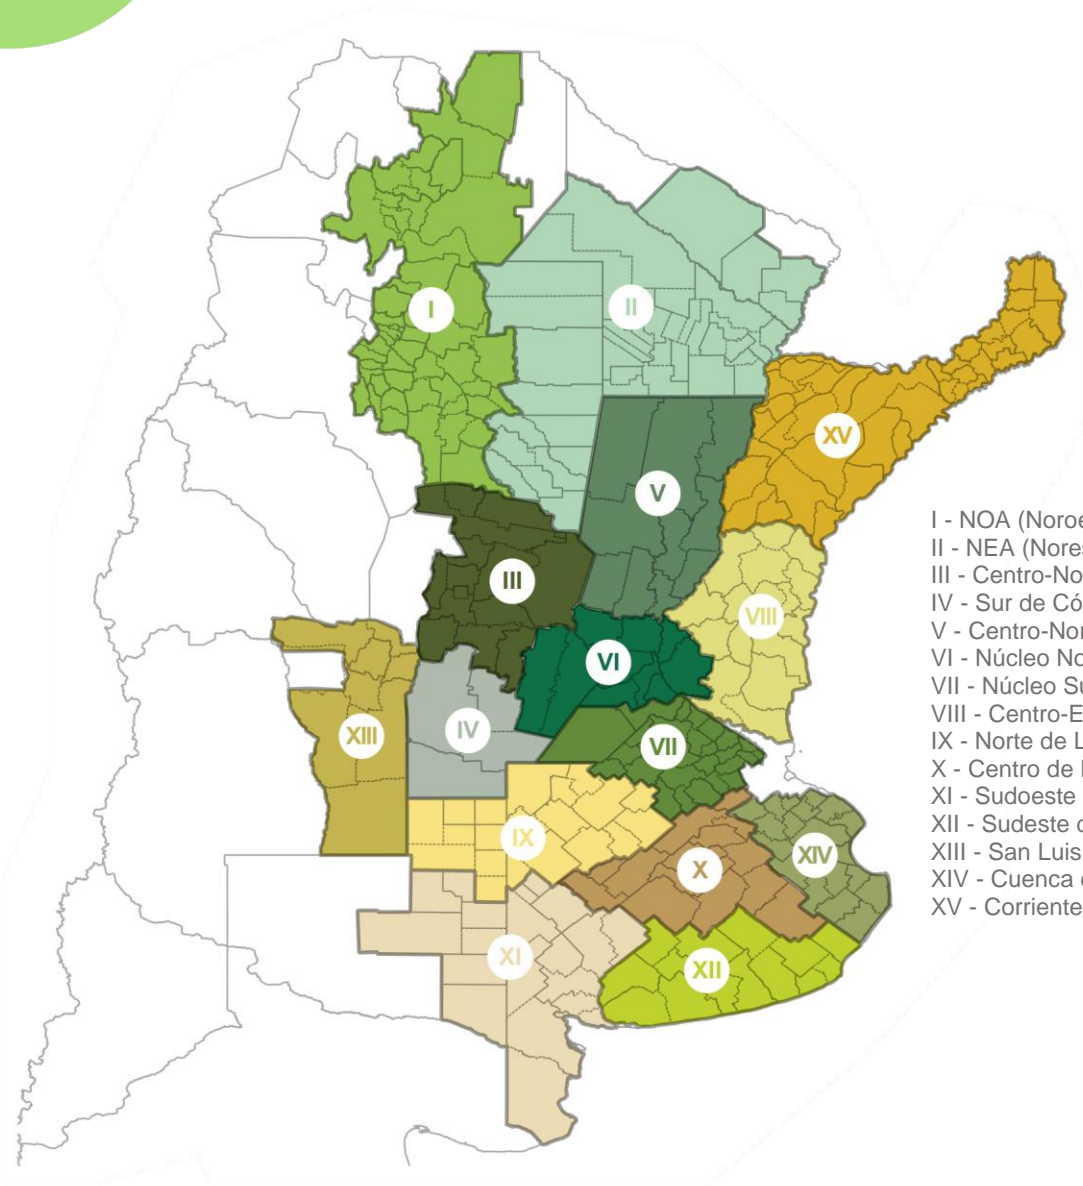 I
II
XV
V
III
VIII
VI
XIII
IV
VII
IX
XIV
X
XI
XII
I - NOA (Noroe
II - NEA (Nores
III - Centro-No
IV - Sur de Có
V - Centro-Nor
VI - Núcleo No
VII - Núcleo Su
VIII - Centro-E
IX - Norte de L
X - Centro de
XI - Sudoeste
XII - Sudeste
XIII - San Luis
XIV - Cuenca
XV - Corriente